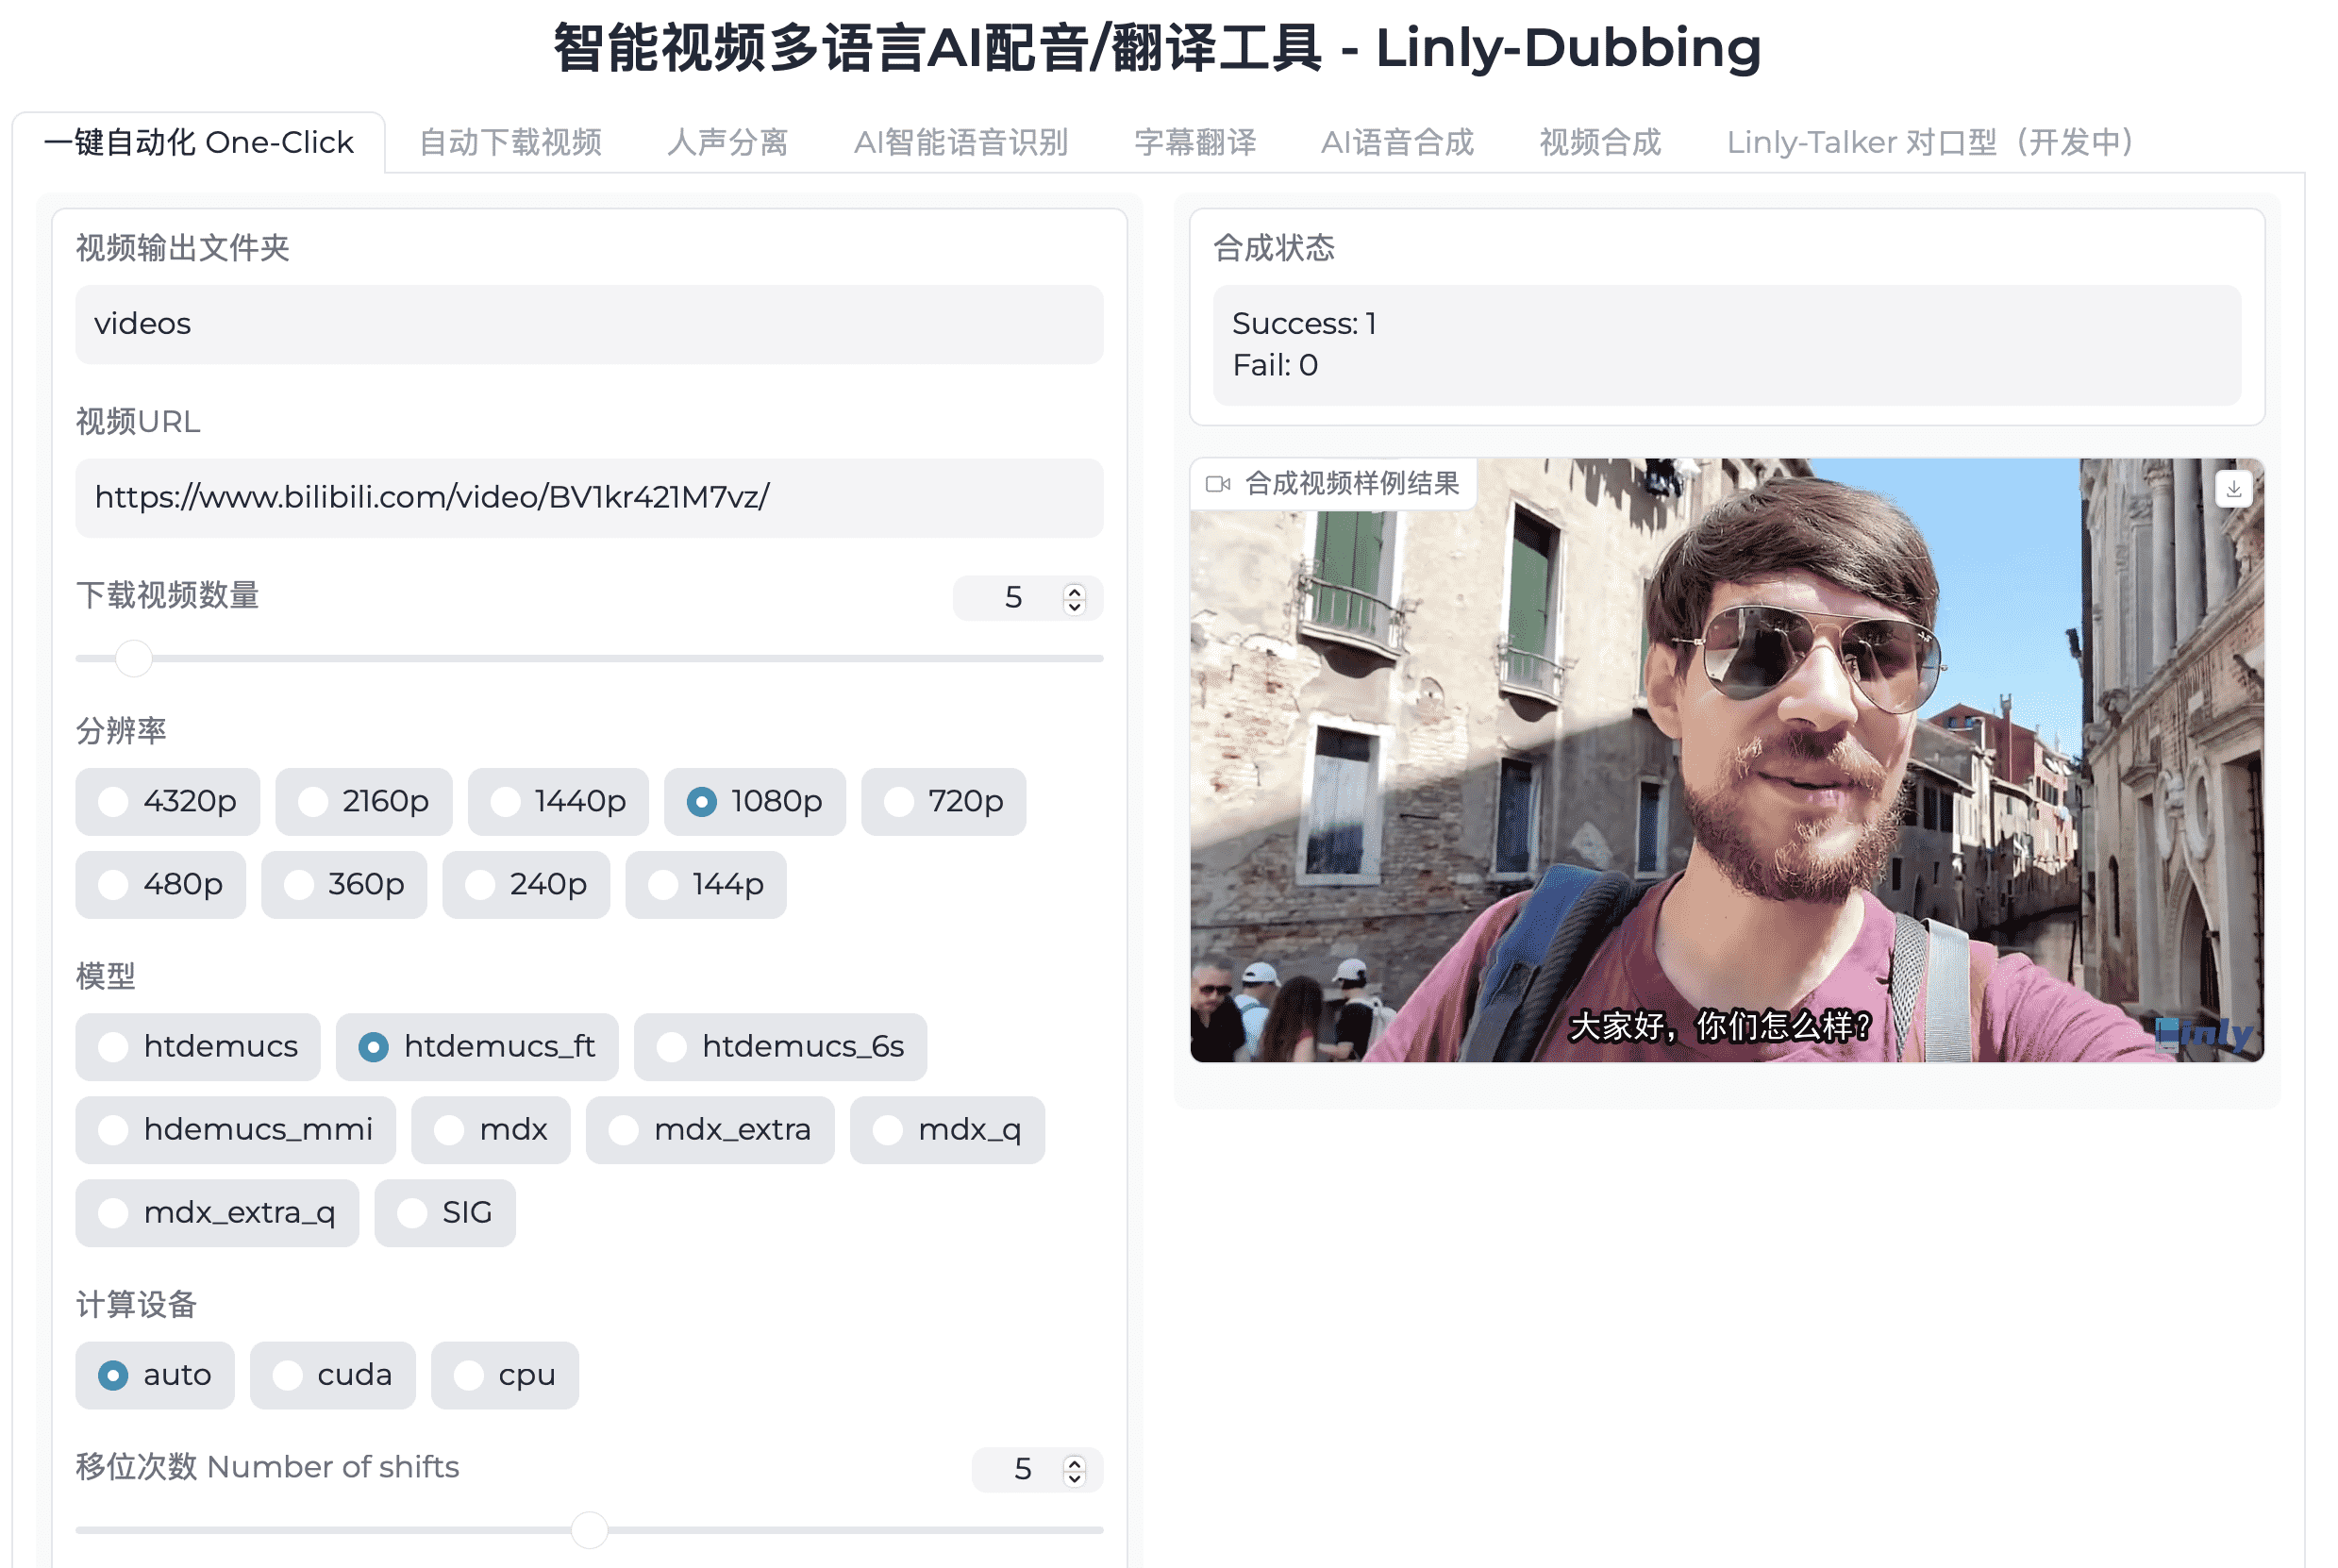 智能视频多语言AI配音/翻译工具 - Linly-Dubbing
一键自动化 One-Click
自动下载视频
人声分离
AI智能语音识别
字幕翻译
AI语音合成
视频合成
Linly-Talker 对口型（开发中）
视频输出文件夹
videos
视频URL
https://www.bilibili.com/video/BV1kr421M7vz/
下载视频数量
5
分辨率
4320p
2160p
1440p
1080p
720p
480p
360p
240p
144p
模型
htdemucs
htdemucs_ft
htdemucs_6s
hdemucs_mmi
mdx
mdx_extra
mdx_q
mdx_extra_q
SIG
计算设备
auto
cuda
cpu
移位次数 Number of shifts
5
合成状态
Success: 1
Fail: 0
合成视频样例结果
大家好，你们怎么样？
Linly